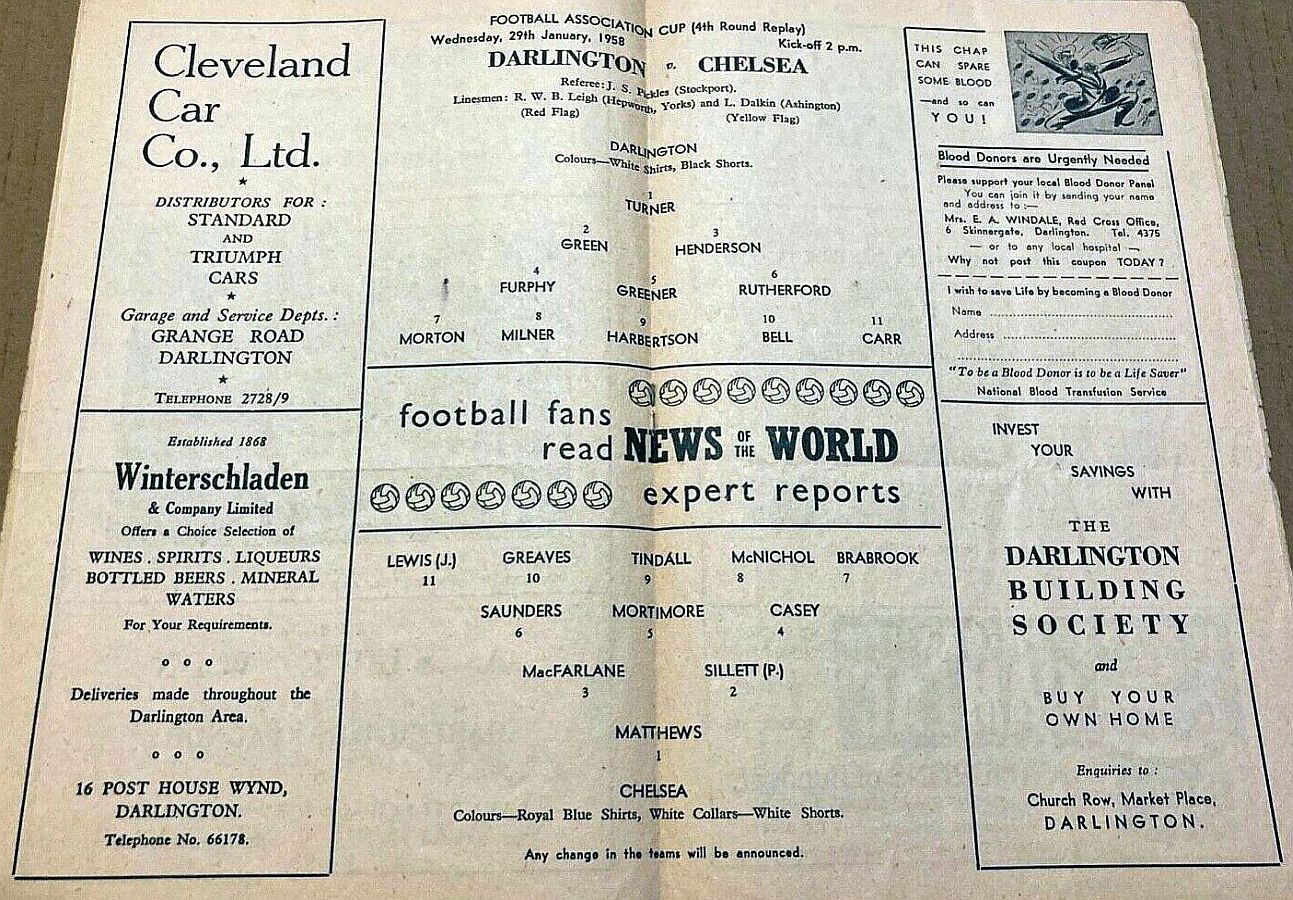 Cleveland
Car
Co., Ltd.
DISTRIBUTORS FOR :
STANDARD
AND
TRIUMPH
CARS
Garage and Service Depts. :
GRANGE ROAD
DARLINGTON
TELEPHONE 2728/9
Established 1868
Winterschladen
& Company Limited
Offers a Choice Selection of
WINES . SPIRITS . LIQUEURS
BOTTLED BEERS . MINERAL
WATERS
For Your Requirements.
o o o
Deliveries made throughout the
Darlington Area.
o o o
16 POST HOUSE WYND,
DARLINGTON.
Telephone No. 66178.
FOOTBALL ASSOCIATION CUP (4th Round Replay)
Wednesday, 29th January, 1958 Kick-off 2 p.m.
DARLINGTON v. CHELSEA
Referee: J. S. Pickles (Stockport).
Linesmen: R. W. B. Leigh (Hepworth, Yorks) and L. Dalkin (Ashington)
(Red Flag) (Yellow Flag)
DARLINGTON
Colours—White Shirts, Black Shorts.
1
TURNER
2 3
GREEN HENDERSON
4 5 6
FURPHY GREENER RUTHERFORD
7 8 9 10 11
MORTON MILNER HARBERTSON BELL CARR
football fans
read NEWS OF THE WORLD
expert reports
LEWIS (J.) GREAVES TINDALL McNICHOL BRABROOK
11 10 9 8 7
SAUNDERS MORTIMORE CASEY
6 5 4
MacFARLANE SILLETT (P.)
3 2
MATTHEWS
1
CHELSEA
Colours—Royal Blue Shirts, White Collars—White Shorts.
Any change in the teams will be announced.
THIS CHAP
CAN SPARE
SOME BLOOD
—and so can
YOU!
Blood Donors are Urgently Needed
Please support your local Blood Donor Panel
You can join it by sending your name
and address to :—
Mrs. E. A. WINDALE, Red Cross Office,
6 Skinnergate, Darlington. Tel. 4375
— or to any local hospital —
Why not post this coupon TODAY?
I wish to save Life by becoming a Blood Donor
Name
Address
"To be a Blood Donor is to be a Life Saver"
National Blood Transfusion Service
INVEST
YOUR
SAVINGS
WITH
THE
DARLINGTON
BUILDING
SOCIETY
and
BUY YOUR
OWN HOME
Enquiries to :
Church Row, Market Place,
DARLINGTON.